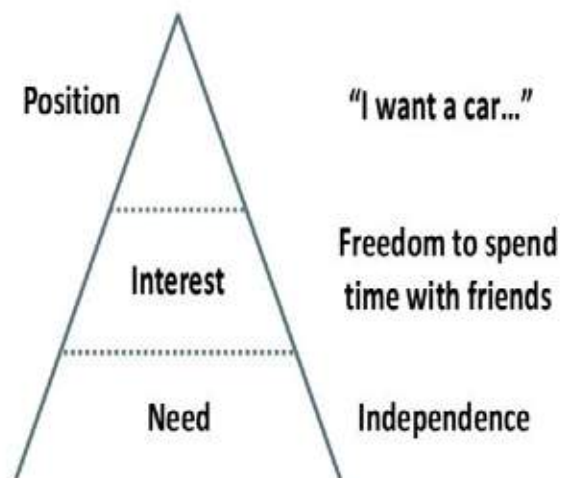 Position
“I want a car...”
Interest
Freedom to spend
time with friends
Need
Independence